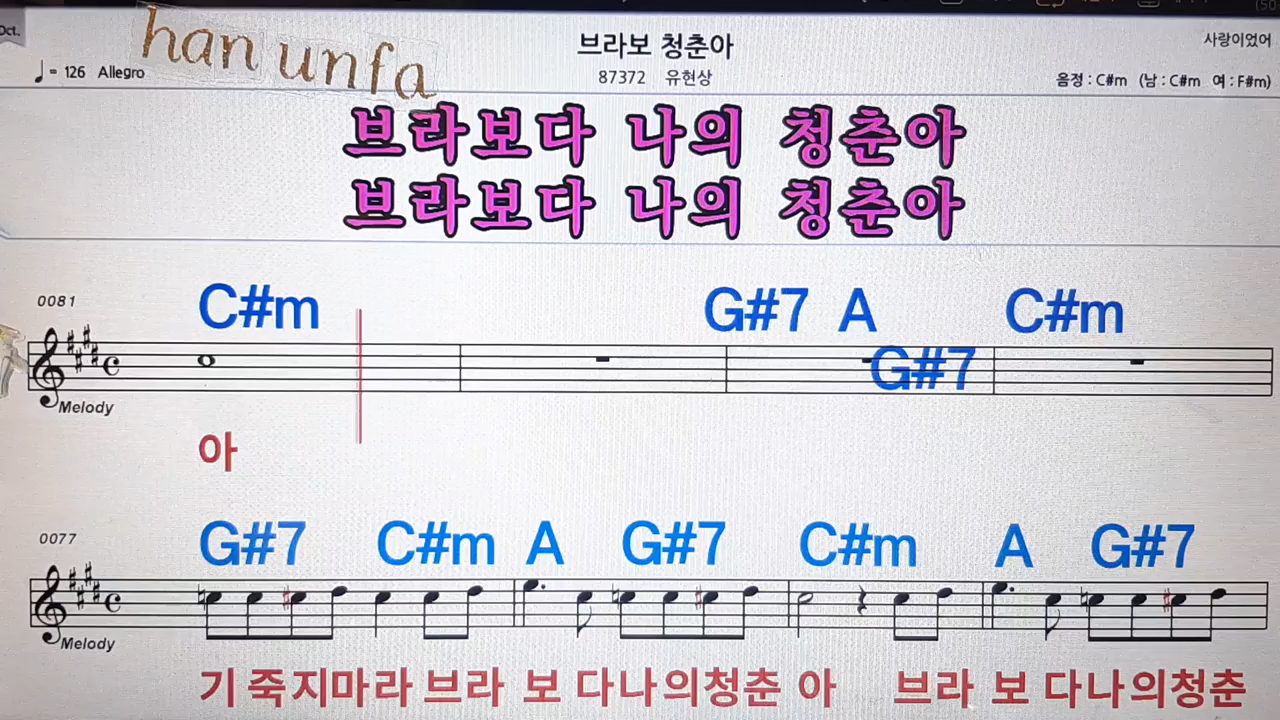 Oct.
han unfa
브라보 청춘아
사랑이었어
♩= 126 Allegro
87372 유현상
음정 : C#m (남 : C#m 여 : F#m)
브라보다 나의 청춘아
브라보다 나의 청춘아
0081
C#m G#7 A C#m
G#7
Melody
아
0077
G#7 C#m A G#7 C#m A G#7
Melody
기 죽지마라 브라 보 다나의청춘 아 브라 보 다나의청춘